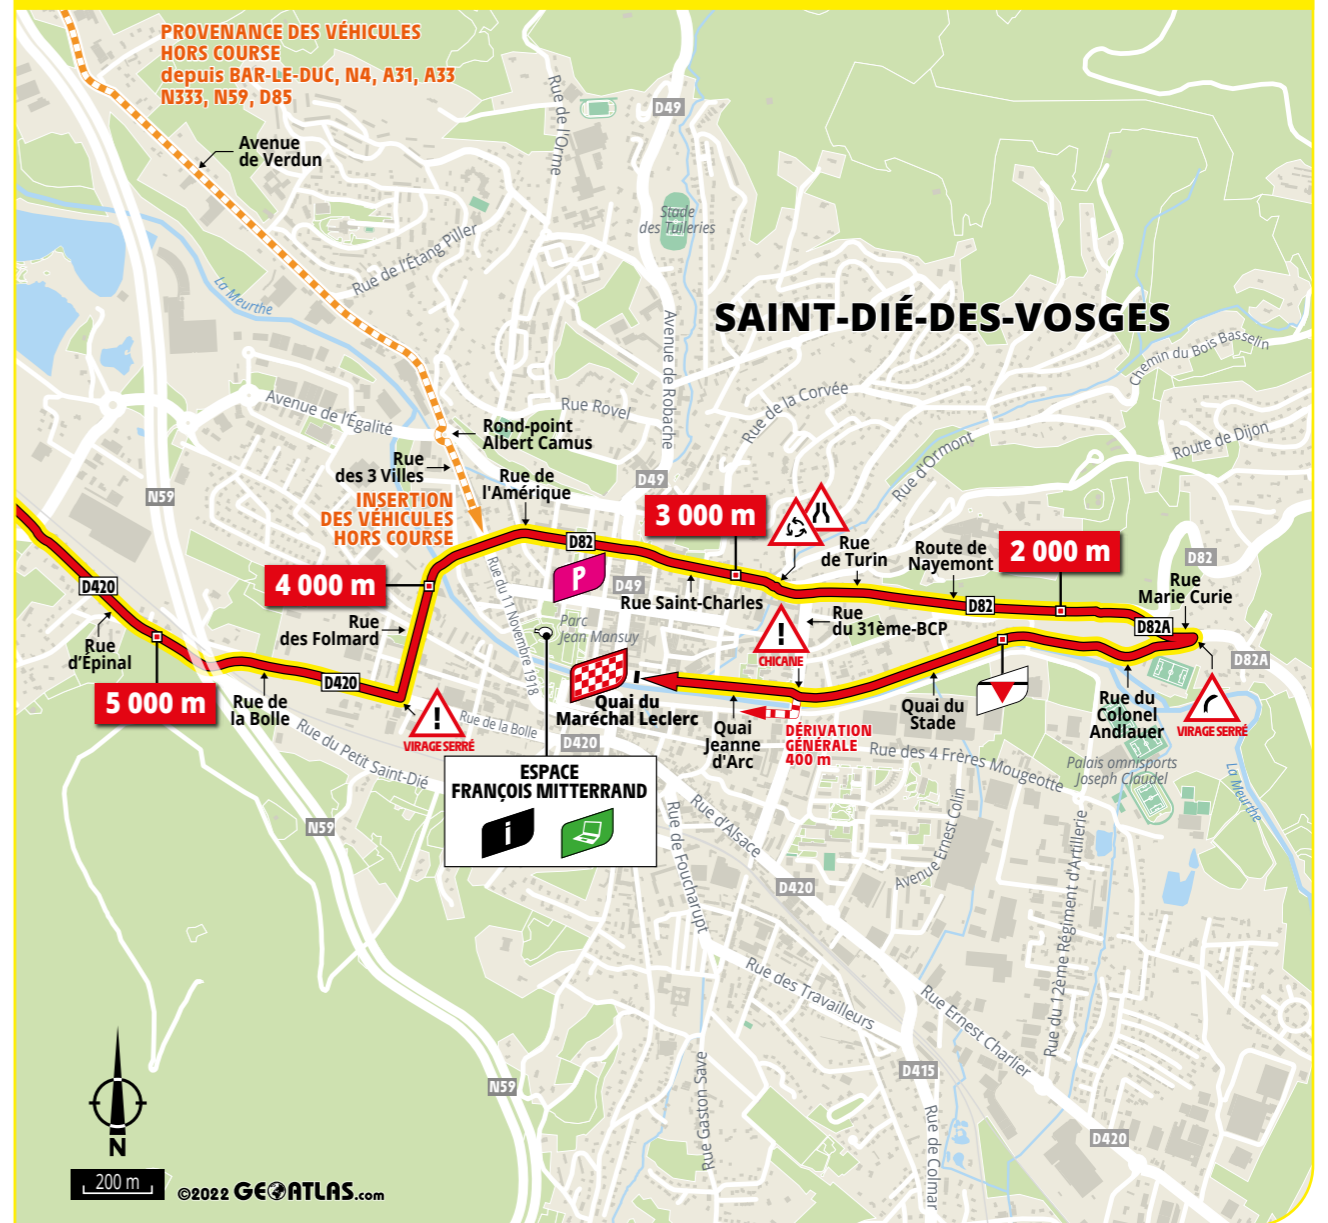 PROVENANCE DES VÉHICULES
HORS COURSE
depuis BAR-LE-DUC, N4, A31, A33
N333, N59, D85
D49
Rue de l'Orme
Avenue
de Verdun
Stade
des Tuileries
Rue de l'Étang Piller
La Meurthe
SAINT-DIÉ-DES-VOSGES
Avenue de Robache
Chemin du Bois Basselin
Rue de la Corvée
Avenue de l'Égalité
Rue Rovel
Rond-point
Albert Camus
Route de Dijon
Rue d'Ormont
Rue
des 3 Villes
Rue de
l'Amérique
D49
N59
INSERTION
DES VÉHICULES
HORS COURSE
3 000 m
D82
2 000 m
Rue
de Turin
Route de
Nayemont
D82
D420
4 000 m
Rue du 11 Novembre 1918
P
D49
Rue Saint-Charles
D82
Rue
Marie Curie
Rue
des Folmard
Parc
Jean Mansuy
!
CHICANE
Rue
du 31ème-BCP
D82A
D82A
Rue
d'Épinal
5 000 m
Rue de
la Bolle
D420
!
VIRAGE SERRÉ
Rue de la Bolle
Quai du
Maréchal Leclerc
Quai
Jeanne
d'Arc
DÉRIVATION
GÉNÉRALE
400 m
Quai du
Stade
Rue du
Colonel
Andlauer
VIRAGE SERRÉ
Rue du Petit Saint-Dié
D420
Rue des 4 Frères Mougeotte
Palais omnisports
Joseph Claudel
La Meurthe
ESPACE
FRANÇOIS MITTERRAND
i
N59
Rue de Foucharupt
Rue d'Alsace
Avenue Ernest Colin
D420
Rue du 12ème Régiment d'Artillerie
Rue des Travailleurs
Rue Ernest Charlier
N
N59
Rue Gaston Save
D415
Rue de Colmar
D420
200 m
©2022 GEOATLAS.com